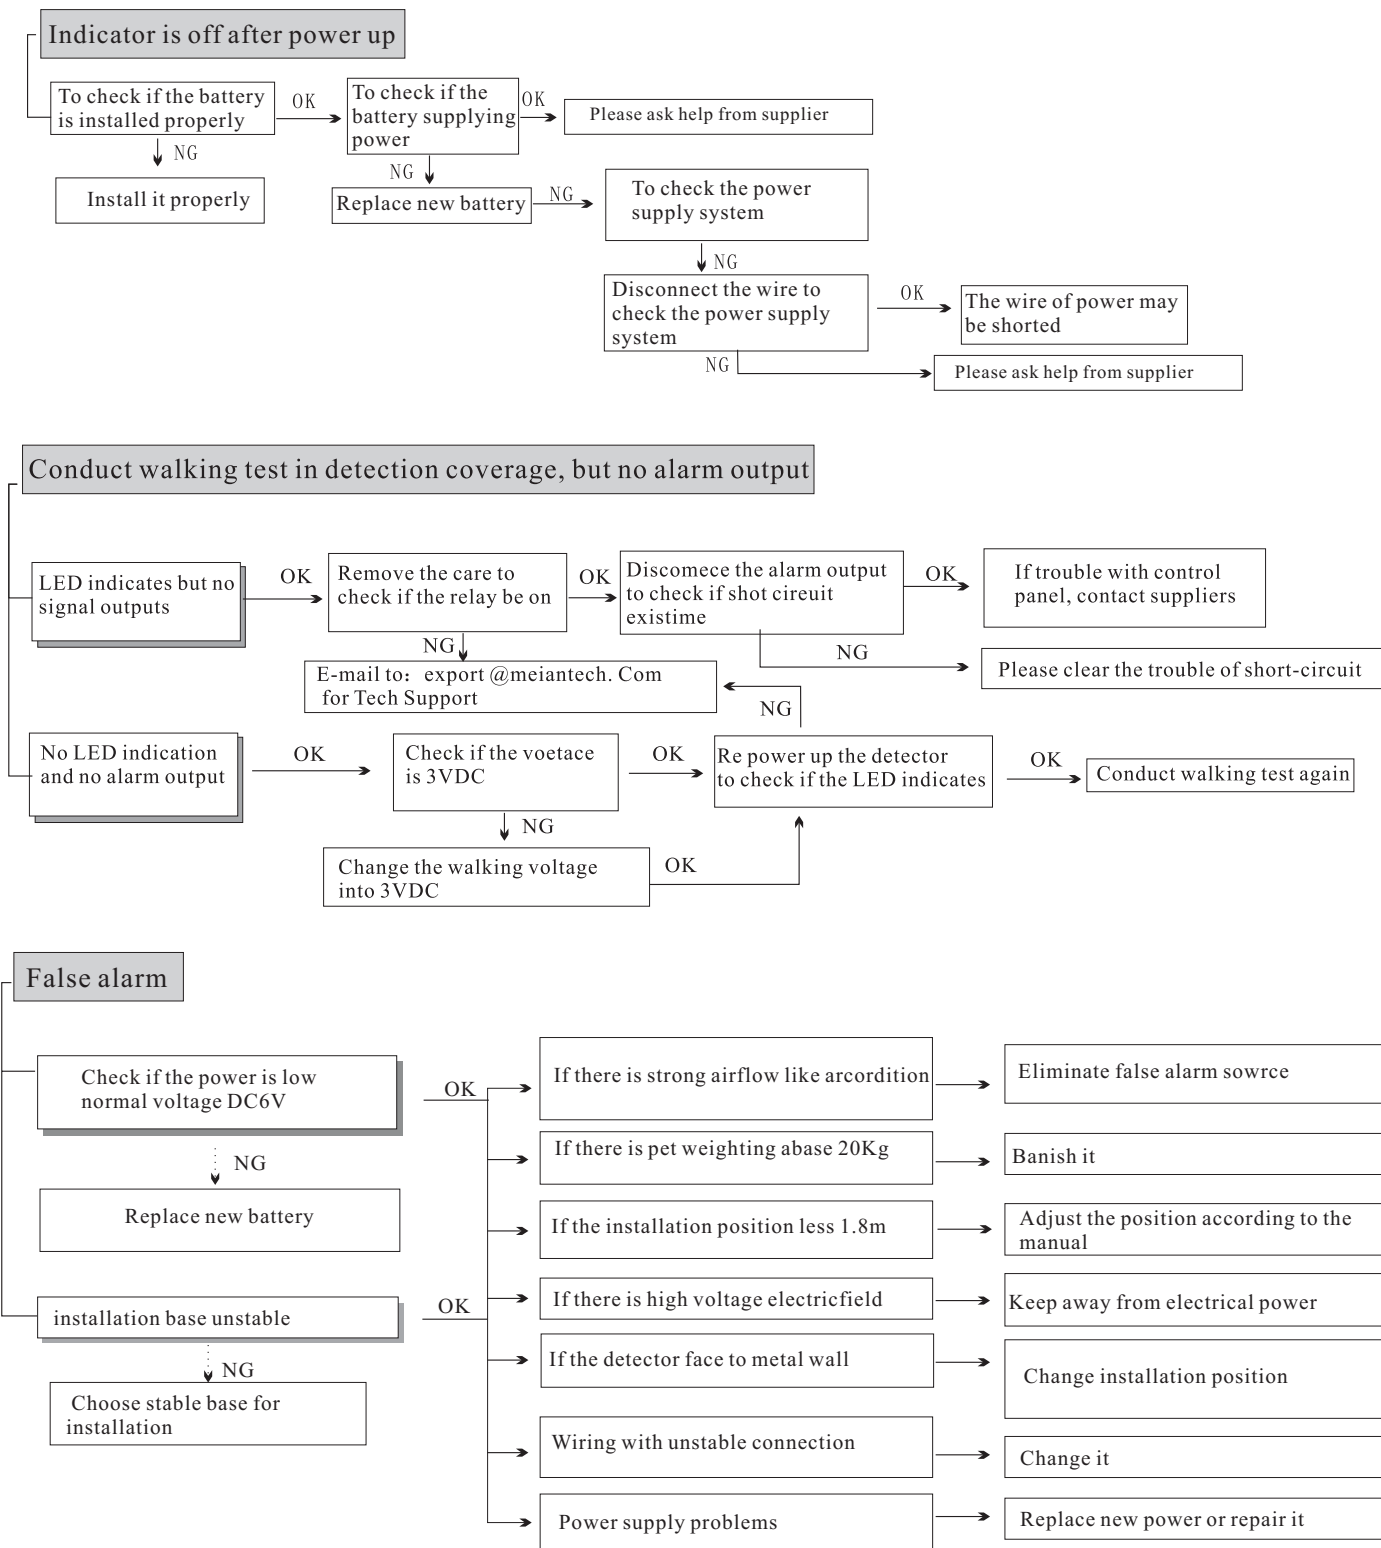 Indicator is off after power up
To check if the battery
is installed properly
OK
To check if the
battery supplying
power
OK
Please ask help from supplier
NG
Install it properly
NG
Replace new battery
NG
To check the power
supply system
NG
Disconnect the wire to
check the power supply
system
OK
The wire of power may
be shorted
NG
Please ask help from supplier
Conduct walking test in detection coverage, but no alarm output
LED indicates but no
signal outputs
OK
Remove the care to
check if the relay be on
OK
Discomece the alarm output
to check if shot cireuit
existime
OK
If trouble with control
panel, contact suppliers
NG
NG
Please clear the trouble of short-circuit
E-mail to: export @meiantech. Com
for Tech Support
NG
No LED indication
and no alarm output
OK
Check if the voetace
is 3VDC
OK
Re power up the detector
to check if the LED indicates
OK
Conduct walking test again
NG
Change the walking voltage
into 3VDC
OK
False alarm
Check if the power is low
normal voltage DC6V
OK
NG
Replace new battery
installation base unstable
OK
NG
Choose stable base for
installation
If there is strong airflow like arcordition
Eliminate false alarm sowrce
If there is pet weighting abase 20Kg
Banish it
If the installation position less 1.8m
Adjust the position according to the
manual
If there is high voltage electricfield
Keep away from electrical power
If the detector face to metal wall
Change installation position
Wiring with unstable connection
Change it
Power supply problems
Replace new power or repair it